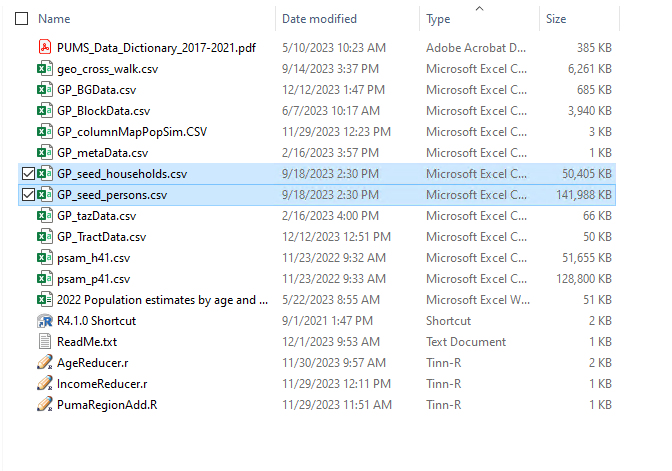 Name Date modified Type Size
PUMS_Data_Dictionary_2017-2021.pdf 5/10/2023 10:23 AM Adobe Acrobat D... 385 KB
geo_cross_walk.csv 9/14/2023 3:37 PM Microsoft Excel C... 6,261 KB
GP_BGData.csv 12/12/2023 1:47 PM Microsoft Excel C... 685 KB
GP_BlockData.csv 6/7/2023 10:17 AM Microsoft Excel C... 3,940 KB
GP_columnMapPopSim.CSV 11/29/2023 12:23 PM Microsoft Excel C... 3 KB
GP_metaData.csv 2/16/2023 3:57 PM Microsoft Excel C... 1 KB
GP_seed_households.csv 9/18/2023 2:30 PM Microsoft Excel C... 50,405 KB
GP_seed_persons.csv 9/18/2023 2:30 PM Microsoft Excel C... 141,988 KB
GP_tazData.csv 2/16/2023 4:00 PM Microsoft Excel C... 66 KB
GP_TractData.csv 12/12/2023 12:51 PM Microsoft Excel C... 50 KB
psam_h41.csv 11/23/2022 9:32 AM Microsoft Excel C... 51,655 KB
psam_p41.csv 11/23/2022 9:33 AM Microsoft Excel C... 128,800 KB
2022 Population estimates by age and ... 5/22/2023 8:55 AM Microsoft Excel W... 51 KB
R4.1.0 Shortcut 9/1/2021 1:47 PM Shortcut 2 KB
ReadMe.txt 12/1/2023 9:53 AM Text Document 1 KB
AgeReducer.r 11/30/2023 9:57 AM Tinn-R 2 KB
IncomeReducer.r 11/29/2023 12:11 PM Tinn-R 1 KB
PumaRegionAdd.R 11/29/2023 11:51 AM Tinn-R 1 KB